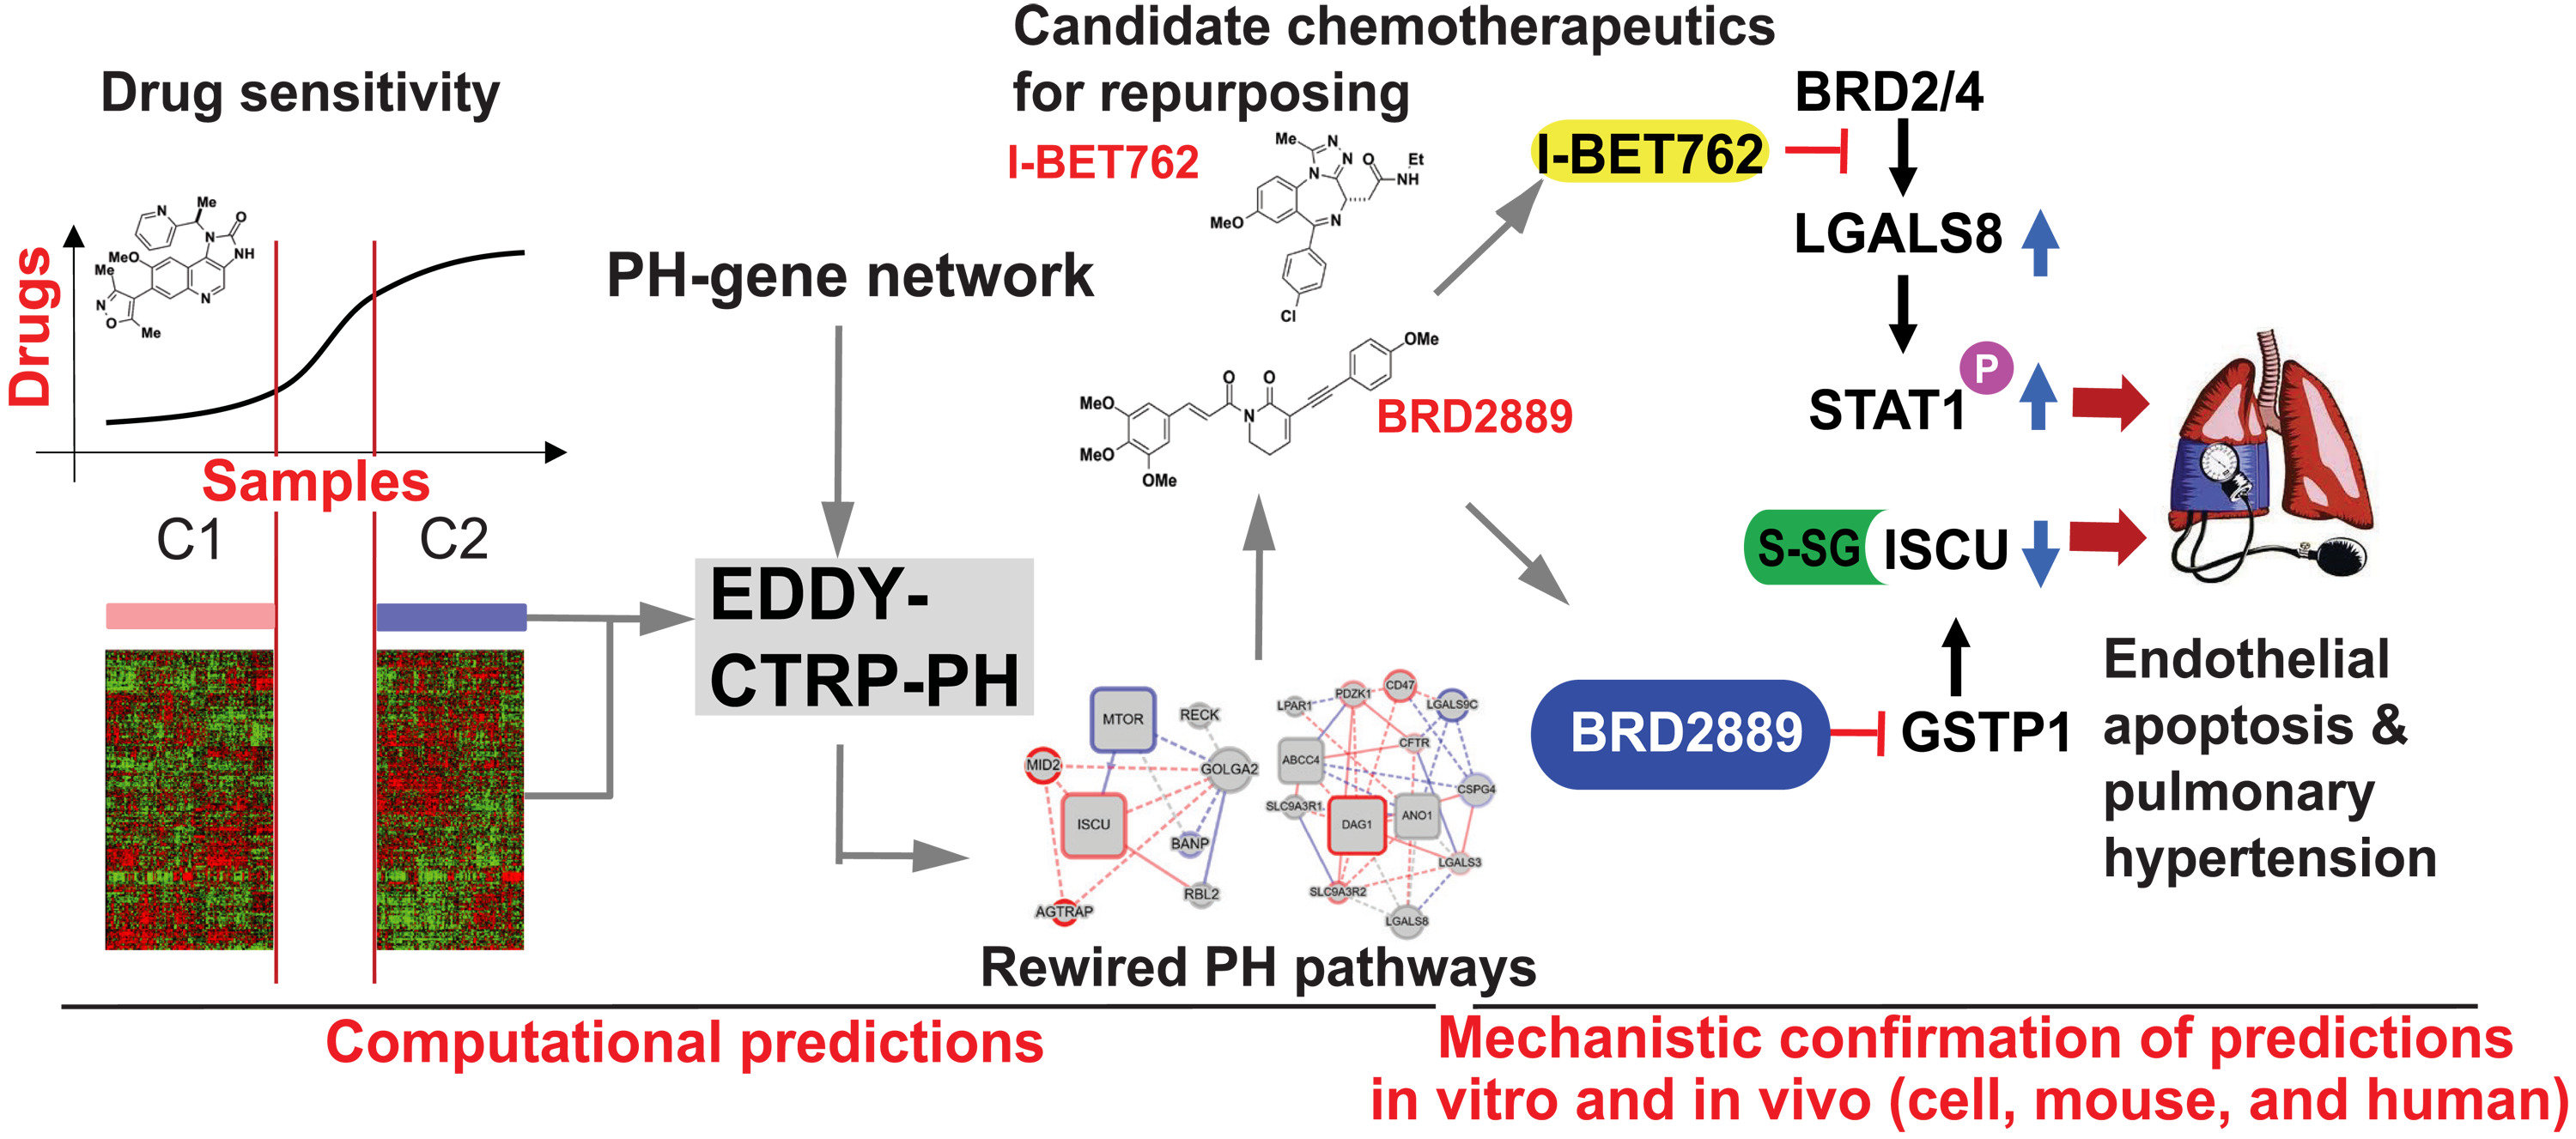 Drug sensitivity
Me
N
O
N
NH
MeO
Me
N
N
O
Me
Drugs
Samples
C1
C2
PH-gene network
EDDY-
CTRP-PH
Candidate chemotherapeutics
for repurposing
I-BET762
Me
N
N
N
O
Et
NH
MeO
N
Cl
OMe
O
O
MeO
N
MeO
OMe
BRD2889
MTOR
RECK
MID2
GOLGA2
ISCU
BANP
RBL2
AGTRAP
CD47
PDZK1
LPAR1
LGALS9C
CFTR
ABCC4
CSPG4
SLC9A3R1
ANO1
DAG1
LGALS3
SLC9A3R2
LGALS8
Rewired PH pathways
I-BET762
BRD2/4
LGALS8
P
STAT1
S-SG
ISCU
BRD2889
GSTP1
Endothelial
apoptosis &
pulmonary
hypertension
Computational predictions
Mechanistic confirmation of predictions
in vitro and in vivo (cell, mouse, and human)